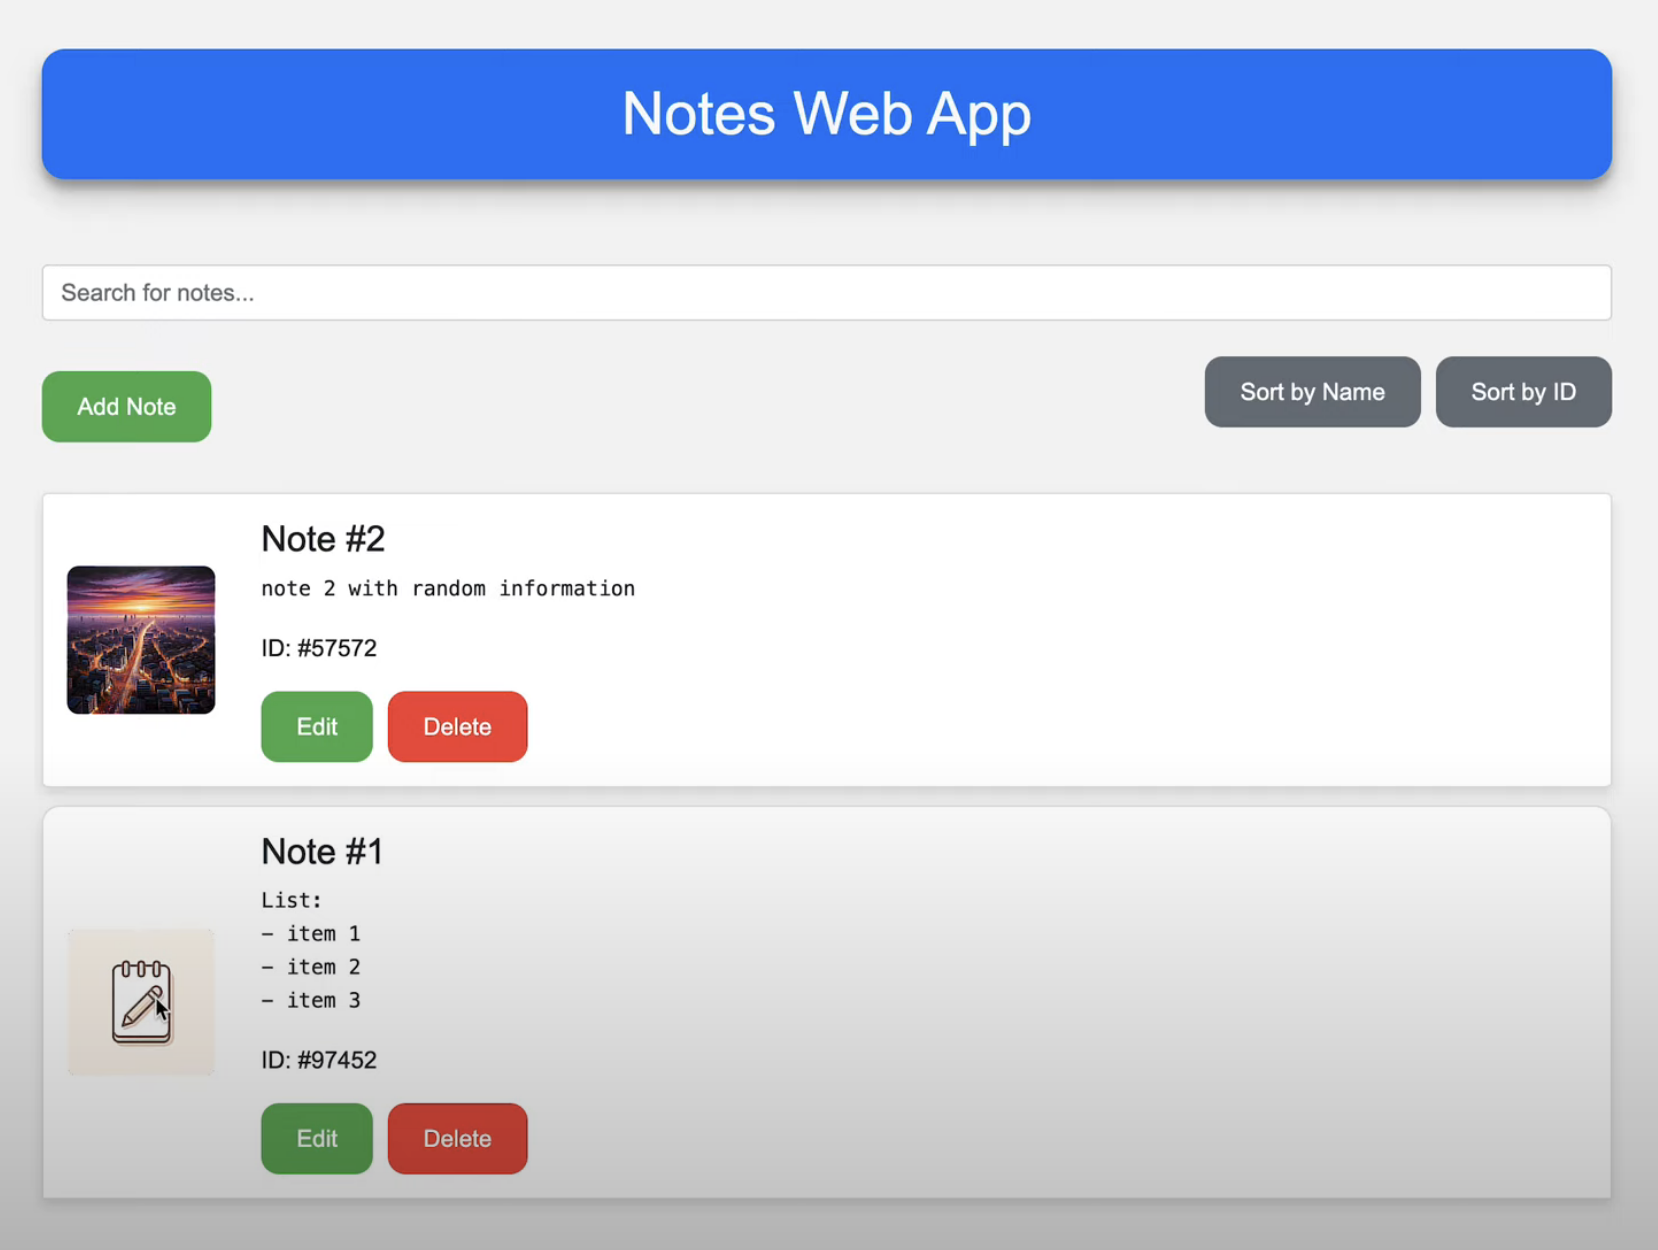 Notes Web App
Search for notes...
Add Note
Sort by Name
Sort by ID
Note #2
note 2 with random information
ID: #57572
Edit
Delete
Note #1
List:
- item 1
- item 2
- item 3
ID: #97452
Edit
Delete